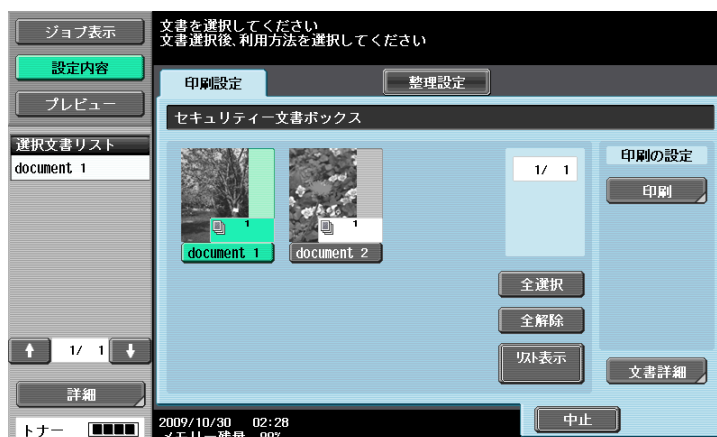 ジョブ表示
設定内容
プレビュー
選択文書リスト
document 1
1/ 1
詳細
トナー
文書を選択してください
文書選択後、利用方法を選択してください
印刷設定
整理設定
セキュリティー文書ボックス
1
document 1
1
document 2
1/ 1
全選択
全解除
リスト表示
印刷の設定
印刷
文書詳細
2009/10/30 02:28
メモリー残量
中止